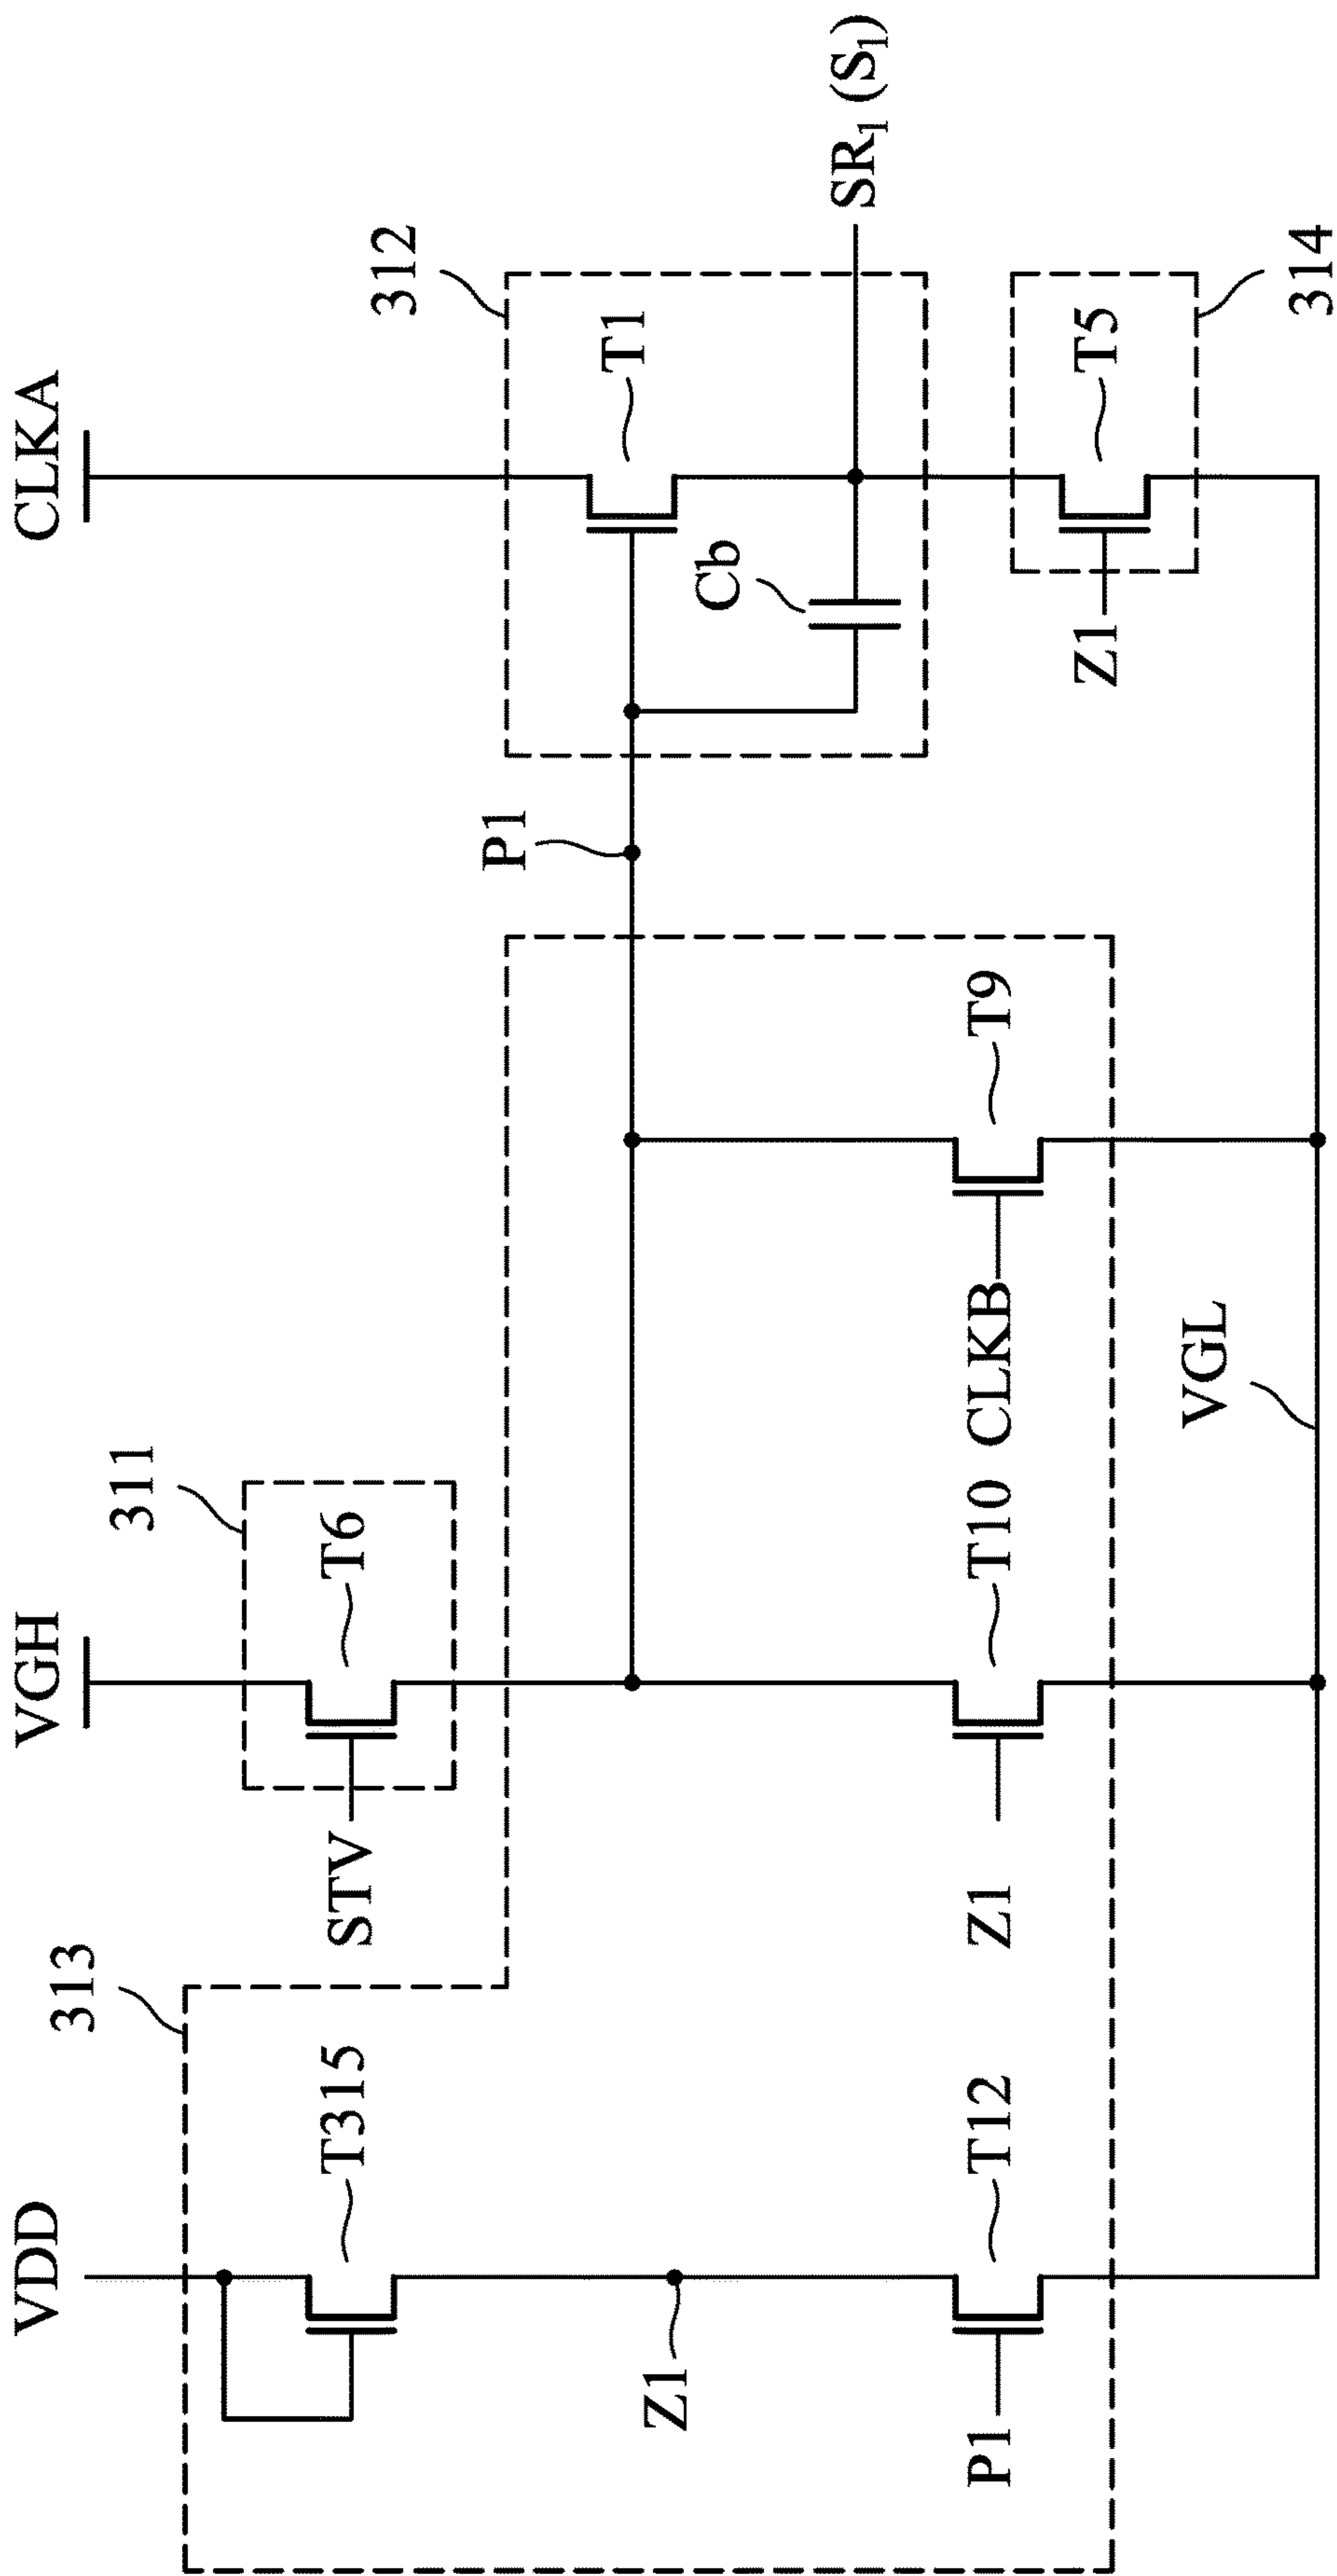 VDD
VGH
CLKA
313
311
312
T315
STV
T6
T1
P1
Cb
SR₁ (S₁)
Z1
P1
T12
Z1
T10
CLKB
T9
Z1
T5
314
VGL